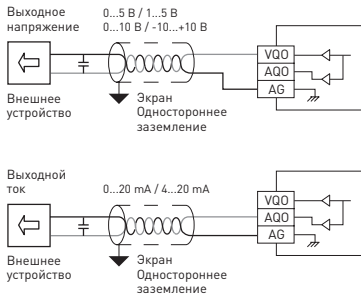 Выходное
напряжение
0...5 В / 1...5 В
0...10 В / -10...+10 В
VQO
AQO
AG
Внешнее
устройство
Экран
Одностороннее
заземление
Выходной
ток
0...20 mA / 4...20 mA
VQO
AQO
AG
Внешнее
устройство
Экран
Одностороннее
заземление